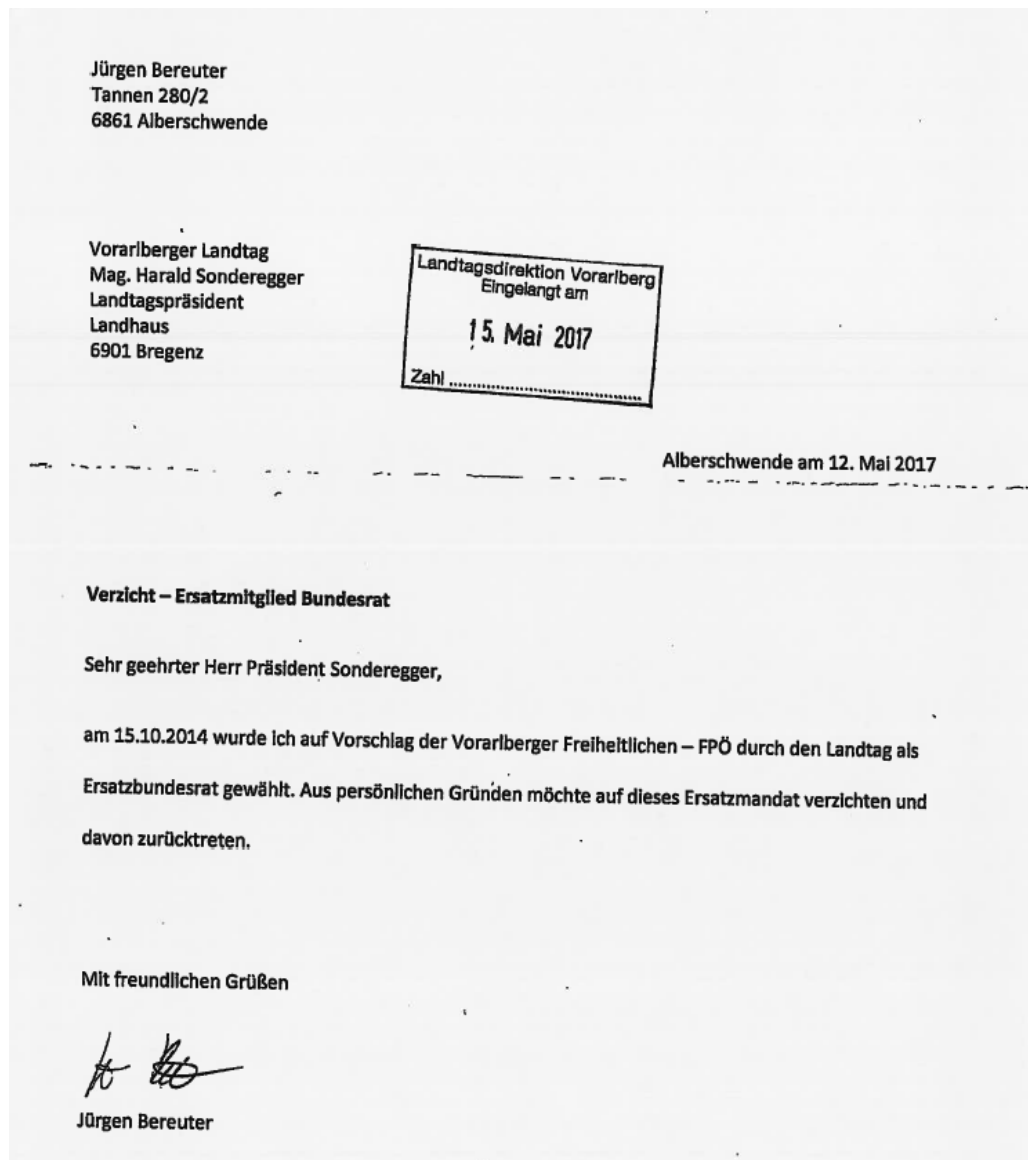 Jürgen Bereuter
Tannen 280/2
6861 Alberschwende
Vorarlberger Landtag
Mag. Harald Sonderegger
Landtagspräsident
Landhaus
6901 Bregenz
Landtagsdirektion Vorarlberg
Eingelangt am
15. Mai 2017
Zahl ........................................
Alberschwende am 12. Mai 2017
Verzicht – Ersatzmitglied Bundesrat
Sehr geehrter Herr Präsident Sonderegger,
am 15.10.2014 wurde ich auf Vorschlag der Vorarlberger Freiheitlichen – FPÖ durch den Landtag als
Ersatzbundesrat gewählt. Aus persönlichen Gründen möchte auf dieses Ersatzmandat verzichten und
davon zurücktreten.
Mit freundlichen Grüßen
Jürgen Bereuter